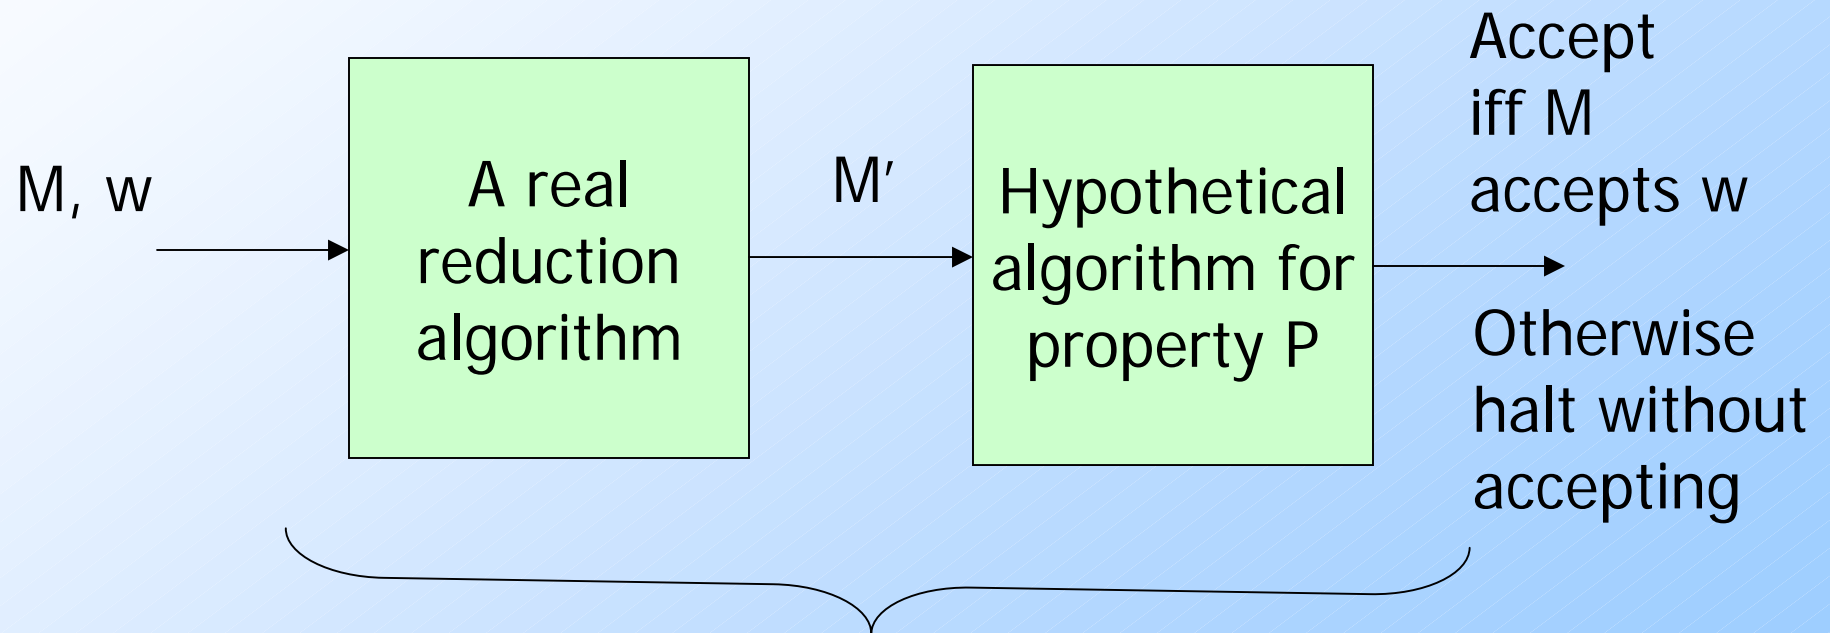 M, w
A real
reduction
algorithm
M′
Hypothetical
algorithm for
property P
Accept
iff M
accepts w
Otherwise
halt without
accepting